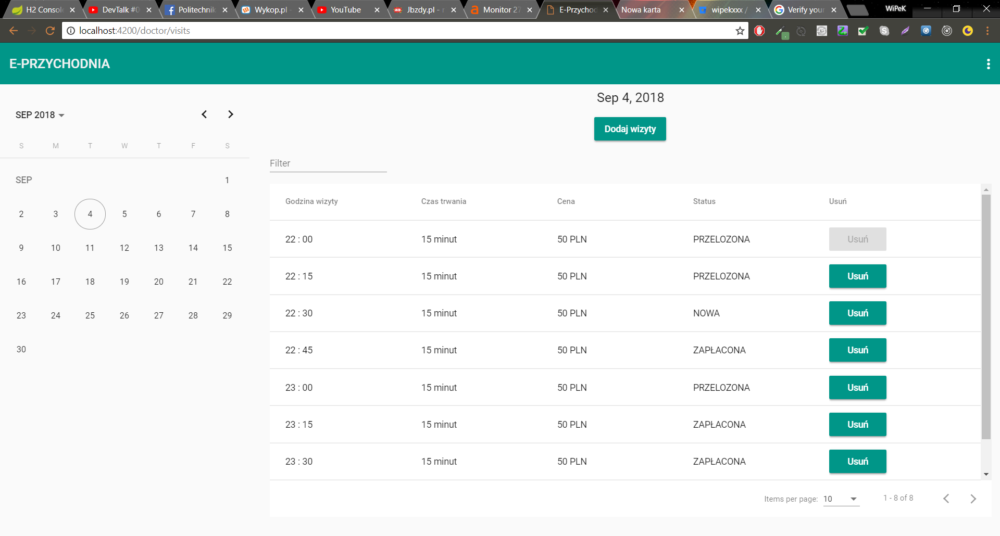 H2 Consol
DevTalk #0
Politechnik
Wykop.pl -
YouTube
Jbzdy.pl -
Monitor 27
E-Przychod
Nowa karta
wipekxxx /
Verify your
WiPeK
localhost:4200/doctor/visits
E-PRZYCHODNIA
SEP 2018
S M T W T F S
SEP 1
2 3 4 5 6 7 8
9 10 11 12 13 14 15
16 17 18 19 20 21 22
23 24 25 26 27 28 29
30
Sep 4, 2018
Dodaj wizyty
Filter
Godzina wizyty Czas trwania Cena Status Usuń
22 : 00 15 minut 50 PLN PRZELOZONA Usuń
22 : 15 15 minut 50 PLN PRZELOZONA Usuń
22 : 30 15 minut 50 PLN NOWA Usuń
22 : 45 15 minut 50 PLN ZAPŁACONA Usuń
23 : 00 15 minut 50 PLN PRZELOZONA Usuń
23 : 15 15 minut 50 PLN ZAPŁACONA Usuń
23 : 30 15 minut 50 PLN ZAPŁACONA Usuń
Items per page: 10 1 - 8 of 8